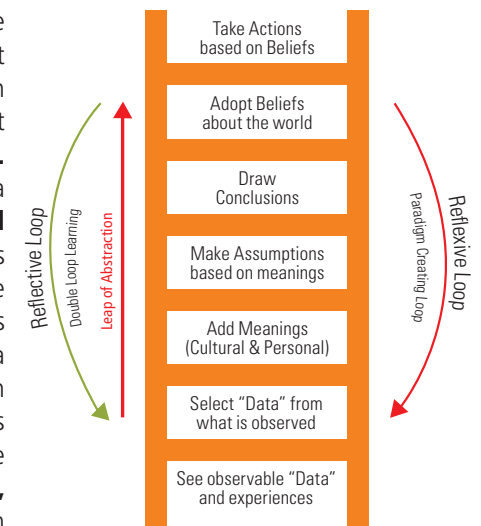 Take Actions
based on Beliefs
Adopt Beliefs
about the world
Draw
Conclusions
Make Assumptions
based on meanings
Add Meanings
(Cultural & Personal)
Select “Data” from
what is observed
See observable “Data”
and experiences
Reflective Loop
Double Loop Learning
Leap of Abstraction
Reflexive Loop
Paradigm Creating Loop